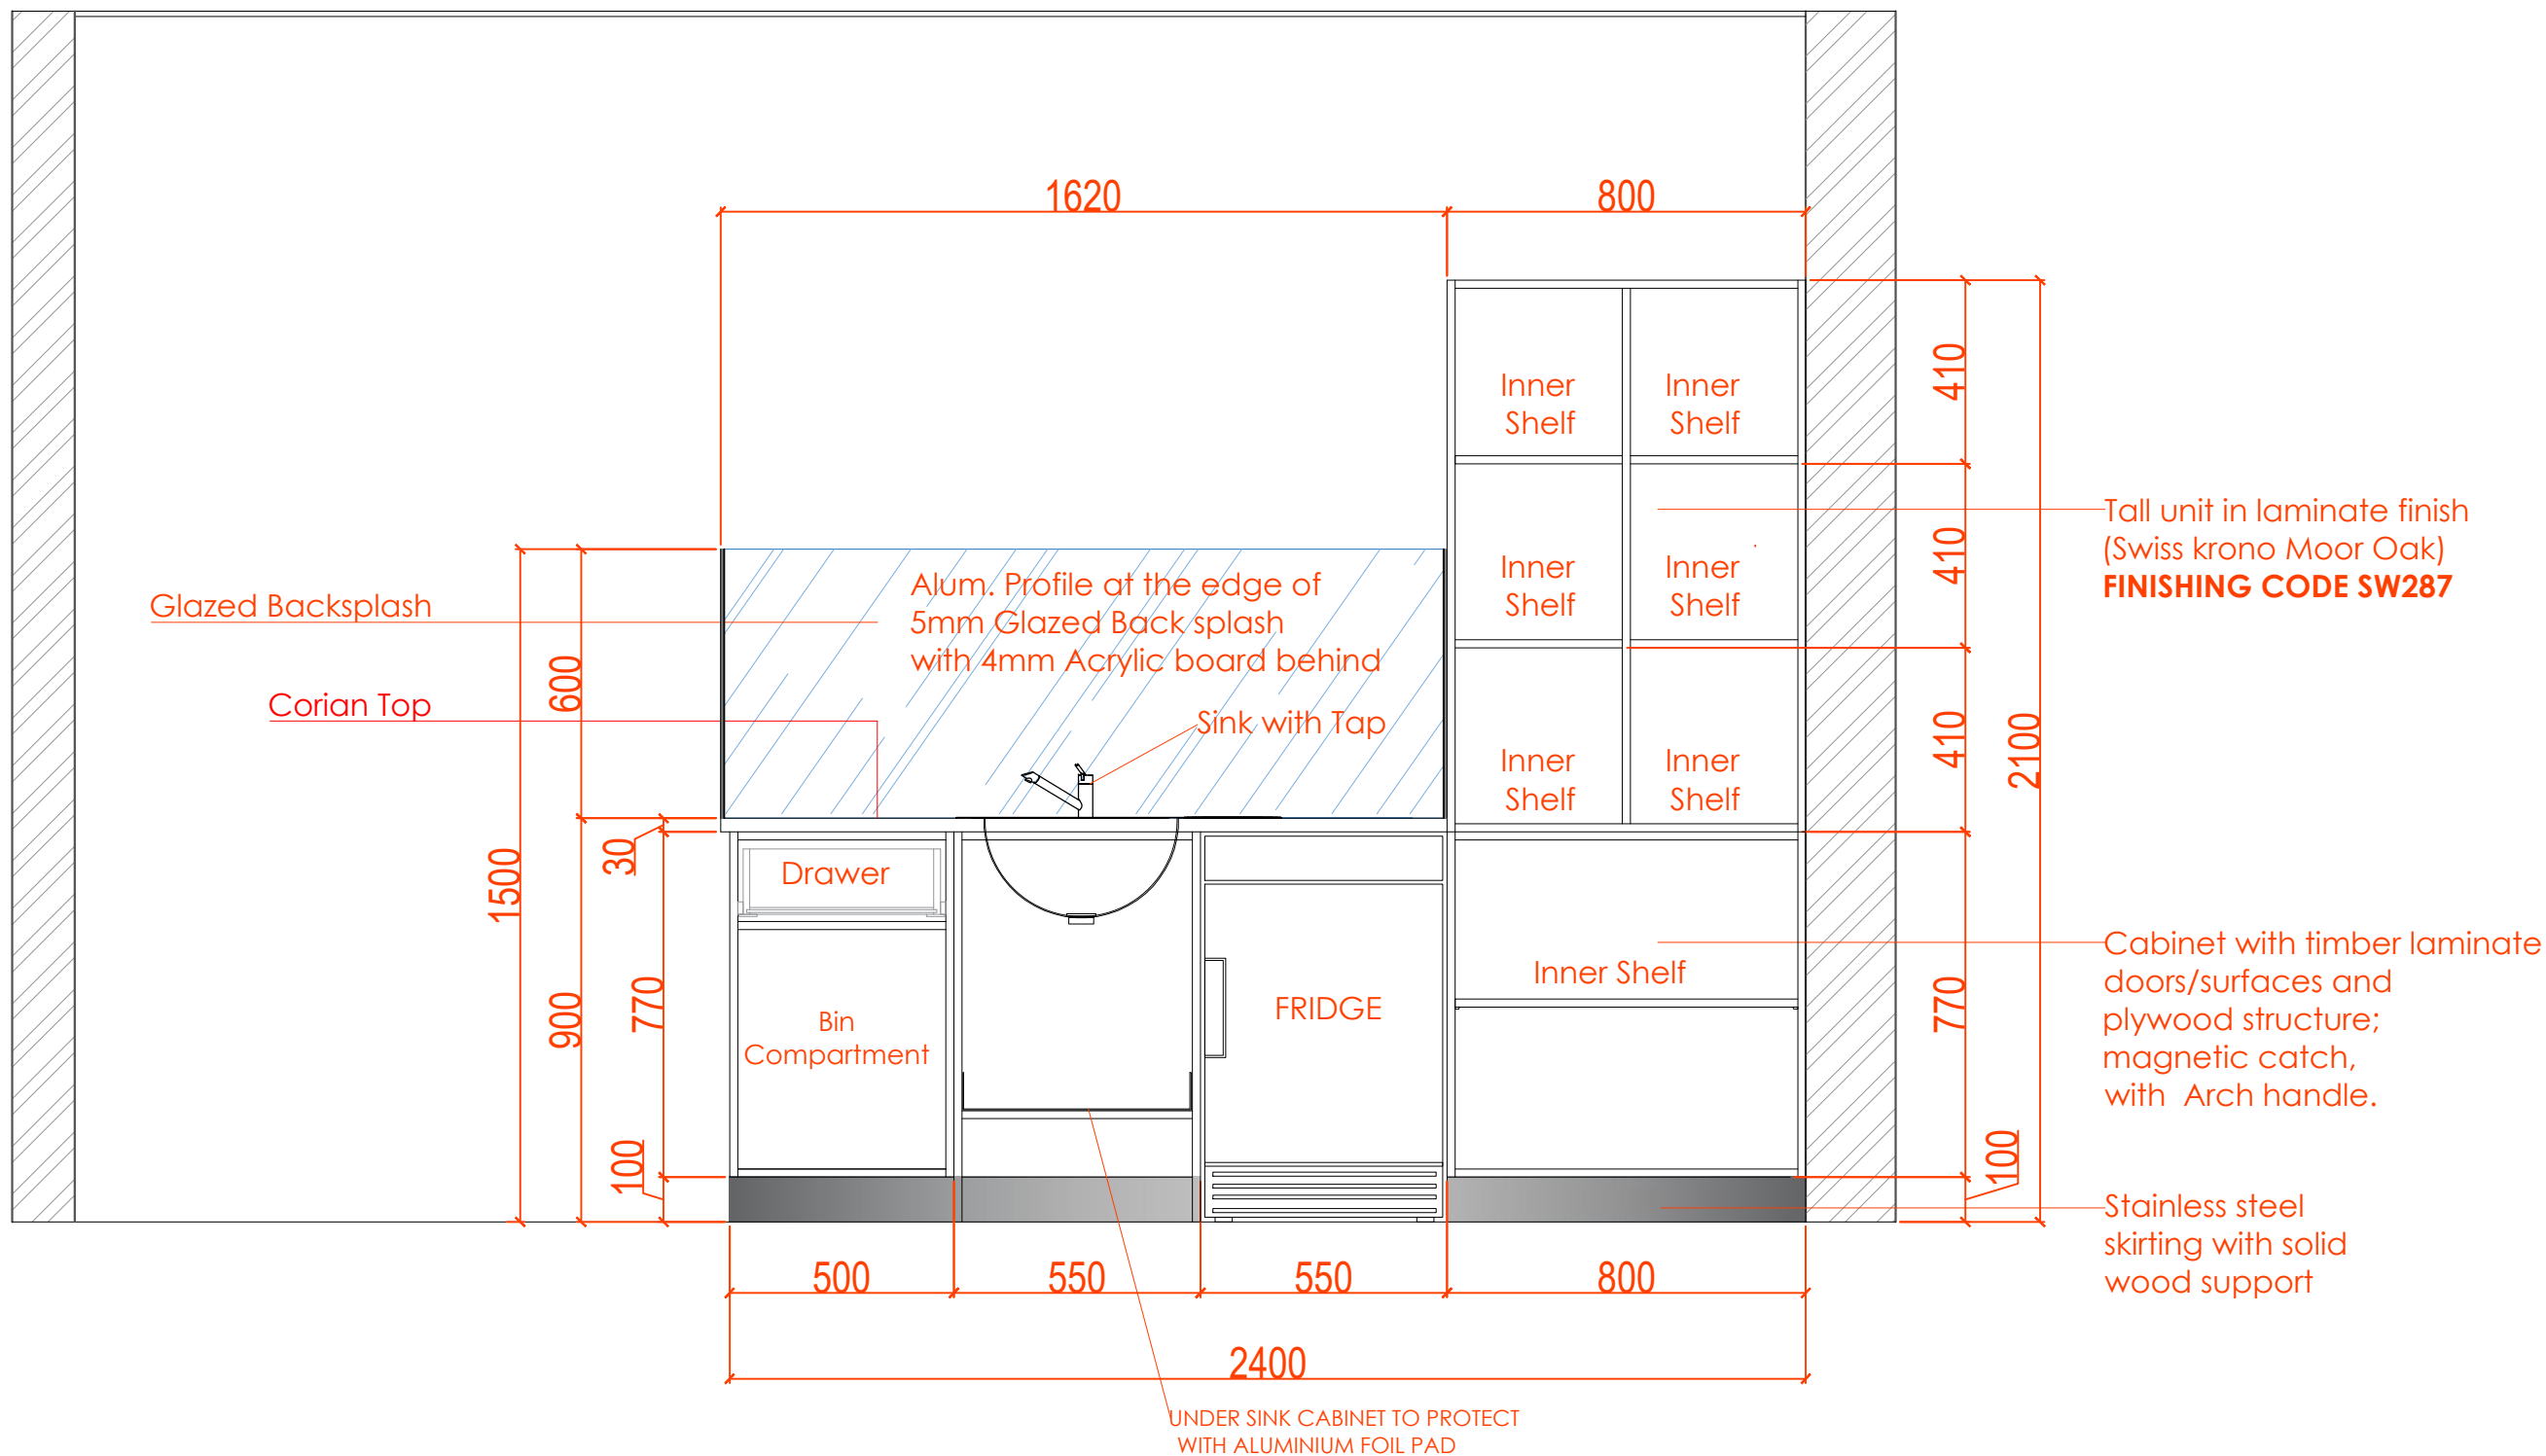 1620
800
410
Inner
Shelf
Inner
Shelf
Tall unit in laminate finish
(Swiss krono Moor Oak)
FINISHING CODE SW287
410
Inner
Shelf
Inner
Shelf
Alum. Profile at the edge of
5mm Glazed Back splash
with 4mm Acrylic board behind
Glazed Backsplash
600
Corian Top
Sink with Tap
410
2100
Inner
Shelf
Inner
Shelf
1500
30
Drawer
Cabinet with timber laminate
doors/surfaces and
plywood structure;
magnetic catch,
with Arch handle.
Inner Shelf
900
770
770
FRIDGE
Bin
Compartment
100
100
Stainless steel
skirting with solid
wood support
500
550
550
800
2400
UNDER SINK CABINET TO PROTECT
WITH ALUMINIUM FOIL PAD